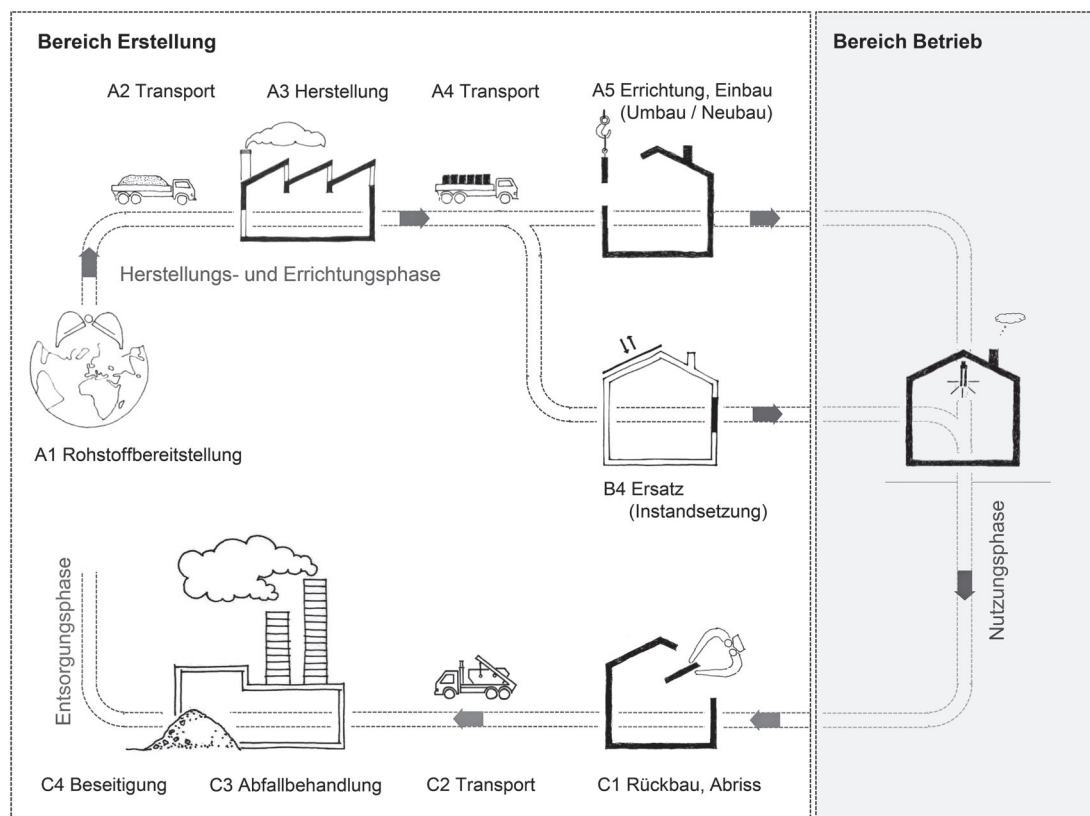 Bereich Erstellung
Bereich Betrieb
A2 Transport
A3 Herstellung
A4 Transport
A5 Errichtung, Einbau
(Umbau / Neubau)
Herstellungs- und Errichtungsphase
A1 Rohstoffbereitstellung
B4 Ersatz
(Instandsetzung)
Nutzungsphase
Entsorgungsphase
C4 Beseitigung
C3 Abfallbehandlung
C2 Transport
C1 Rückbau, Abriss